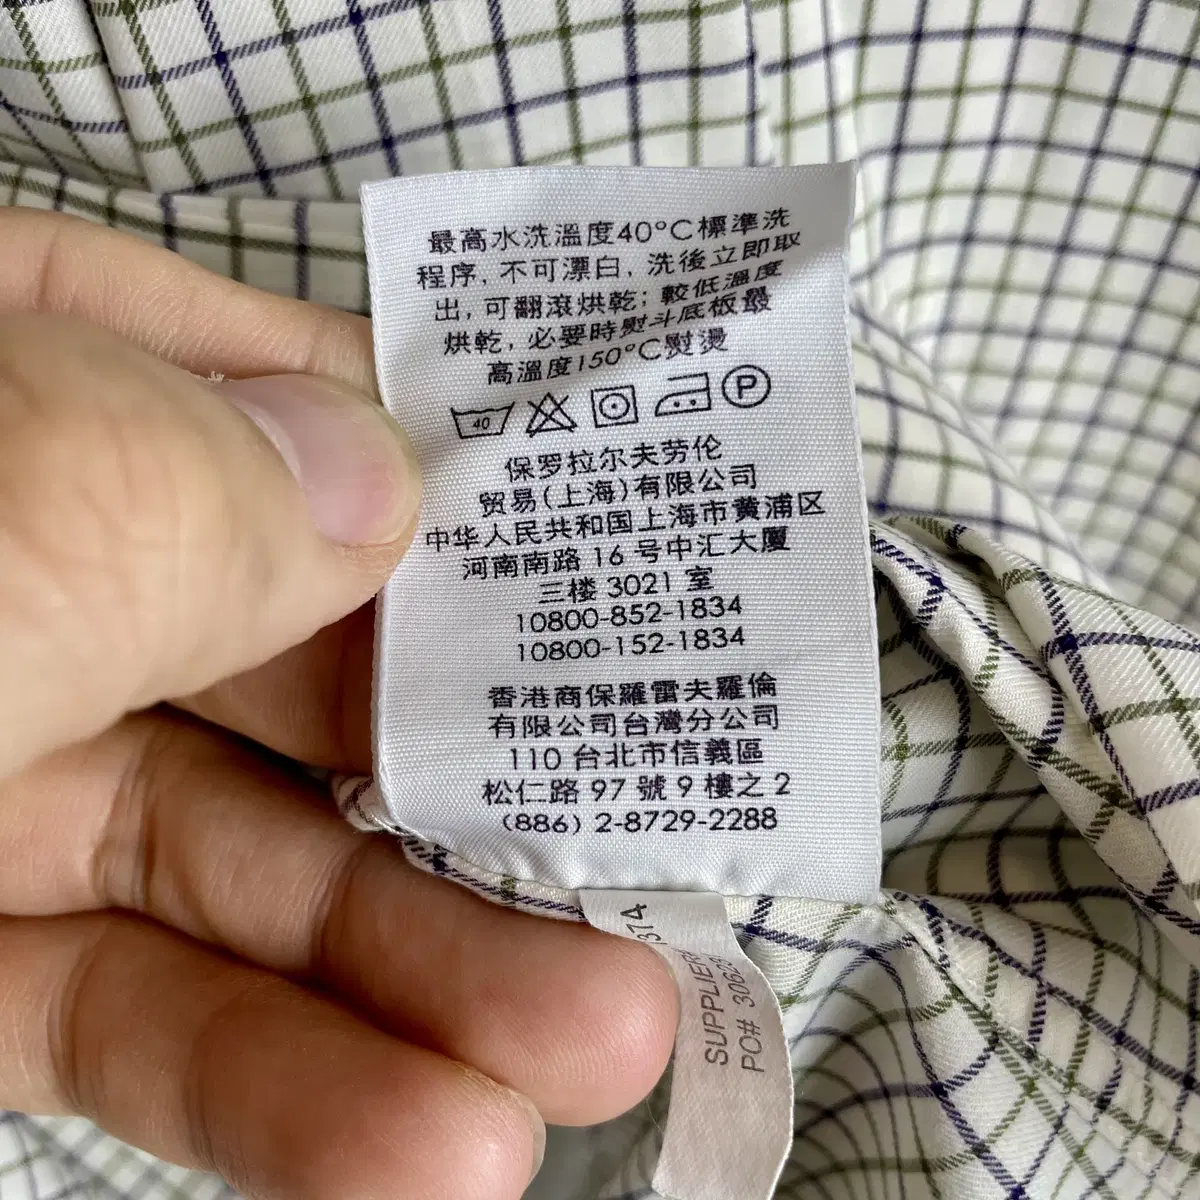 最高水洗溫度40°C標準洗
程序, 不可漂白, 洗後立即取
出, 可翻滾烘乾; 較低溫度
烘乾, 必要時熨斗底板最
高溫度150°C熨燙
40
P
保罗拉尔夫劳伦
贸易(上海)有限公司
中华人民共和国上海市黄浦区
河南南路 16 号中汇大厦
三楼 3021 室
10800-852-1834
10800-152-1834
香港商保羅雷夫羅倫
有限公司台灣分公司
110 台北市信義區
松仁路 97 號 9 樓之 2
(886) 2-8729-2288
SUPPLIER
PO#